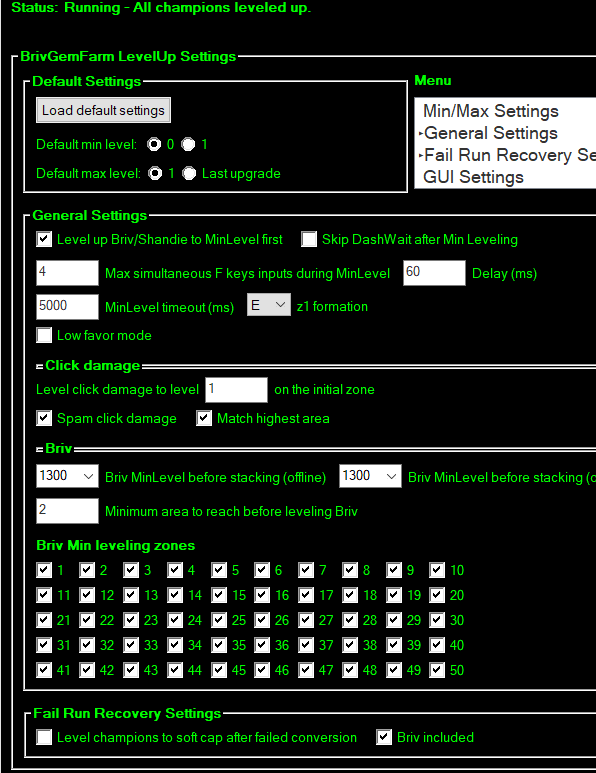 Status: Running - All champions leveled up.
BrivGemFarm LevelUp Settings
Default Settings
Load default settings
Default min level: 0 1
Default max level: 1 Last upgrade
Menu
Min/Max Settings
General Settings
Fail Run Recovery Se
GUI Settings
General Settings
Level up Briv/Shandie to MinLevel first Skip DashWait after Min Leveling
4 Max simultaneous F keys inputs during MinLevel 60 Delay (ms)
5000 MinLevel timeout (ms) E z1 formation
Low favor mode
Click damage
Level click damage to level 1 on the initial zone
Spam click damage Match highest area
Briv
1300 Briv MinLevel before stacking (offline) 1300 Briv MinLevel before stacking (o
2 Minimum area to reach before leveling Briv
Briv Min leveling zones
1 2 3 4 5 6 7 8 9 10
11 12 13 14 15 16 17 18 19 20
21 22 23 24 25 26 27 28 29 30
31 32 33 34 35 36 37 38 39 40
41 42 43 44 45 46 47 48 49 50
Fail Run Recovery Settings
Level champions to soft cap after failed conversion Briv included